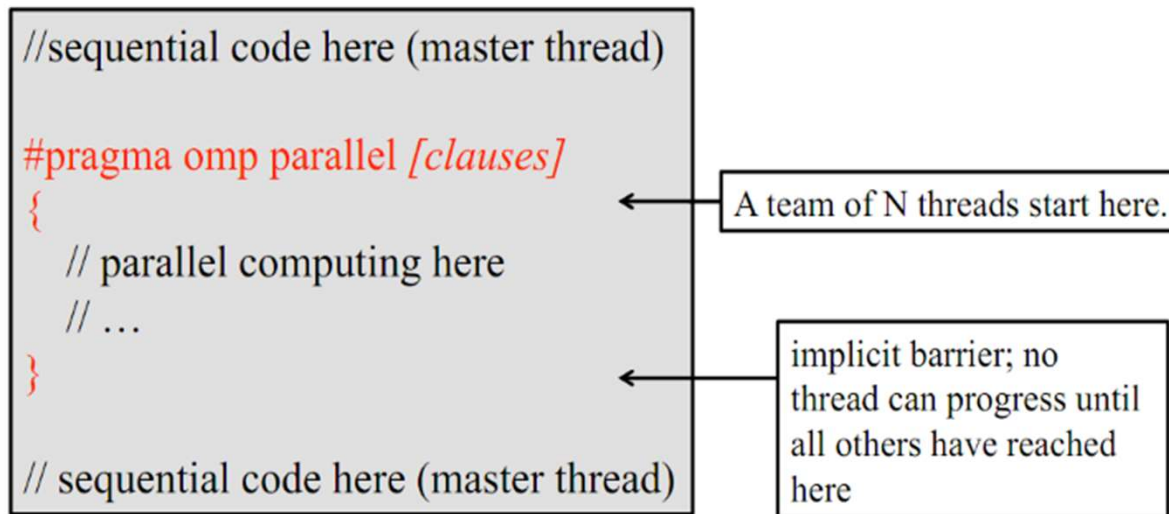 //sequential code here (master thread)
#pragma omp parallel [clauses]
{
A team of N threads start here.
// parallel computing here
// …
}
implicit barrier; no
thread can progress until
all others have reached
here
// sequential code here (master thread)